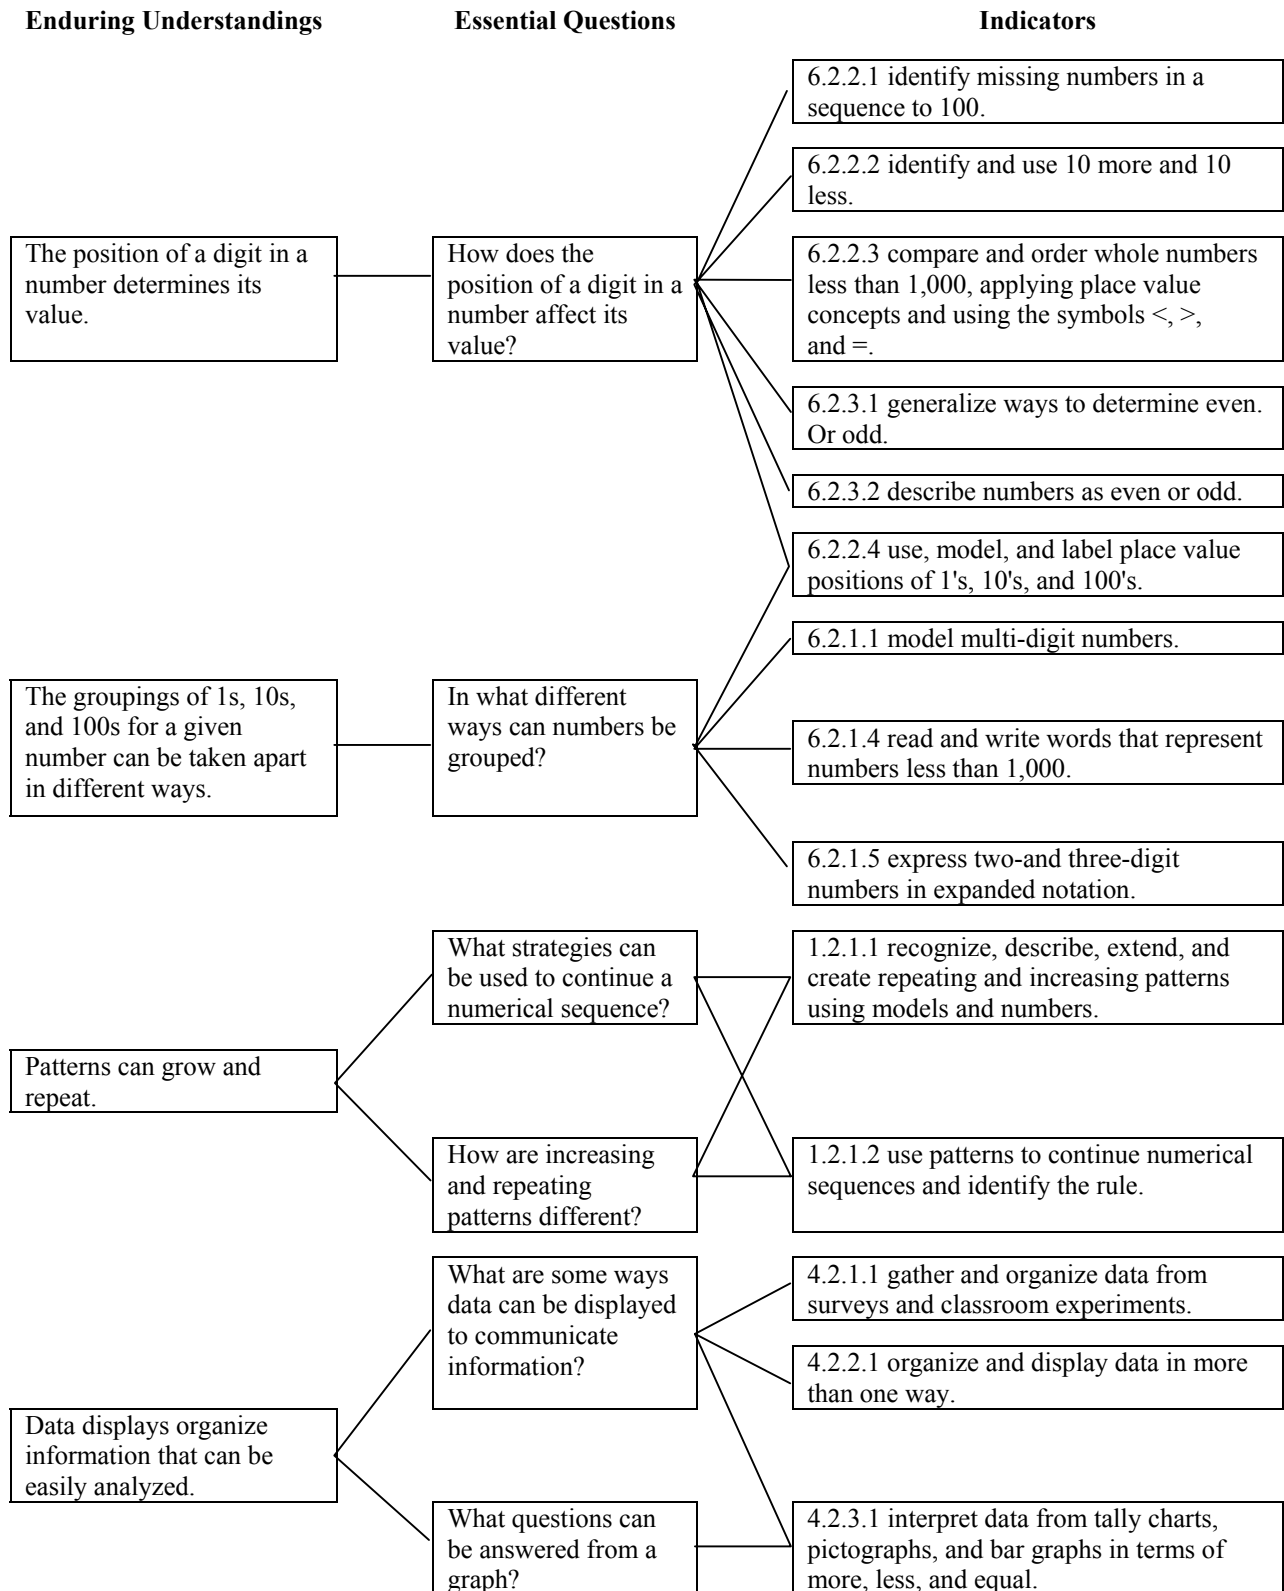 Enduring Understandings
Essential Questions
Indicators
6.2.2.1 identify missing numbers in a
sequence to 100.
6.2.2.2 identify and use 10 more and 10
less.
The position of a digit in a
number determines its
value.
How does the
position of a digit in a
number affect its
value?
6.2.2.3 compare and order whole numbers
less than 1,000, applying place value
concepts and using the symbols <, >,
and =.
6.2.3.1 generalize ways to determine even.
Or odd.
6.2.3.2 describe numbers as even or odd.
6.2.2.4 use, model, and label place value
positions of 1's, 10's, and 100's.
6.2.1.1 model multi-digit numbers.
The groupings of 1s, 10s,
and 100s for a given
number can be taken apart
in different ways.
In what different
ways can numbers be
grouped?
6.2.1.4 read and write words that represent
numbers less than 1,000.
6.2.1.5 express two-and three-digit
numbers in expanded notation.
What strategies can
be used to continue a
numerical sequence?
1.2.1.1 recognize, describe, extend, and
create repeating and increasing patterns
using models and numbers.
Patterns can grow and
repeat.
How are increasing
and repeating
patterns different?
1.2.1.2 use patterns to continue numerical
sequences and identify the rule.
What are some ways
data can be displayed
to communicate
information?
4.2.1.1 gather and organize data from
surveys and classroom experiments.
4.2.2.1 organize and display data in more
than one way.
Data displays organize
information that can be
easily analyzed.
What questions can
be answered from a
graph?
4.2.3.1 interpret data from tally charts,
pictographs, and bar graphs in terms of
more, less, and equal.